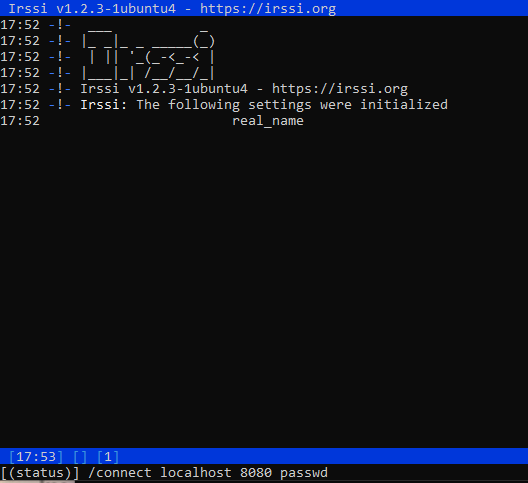 Irssi v1.2.3-1ubuntu4 - https://irssi.org
17:52 -!-  ___           _
17:52 -!- |_ _|_ _ _____(_)
17:52 -!-  | || '_(_-<_-< |
17:52 -!- |___|_| /__/__/_|
17:52 -!- Irssi v1.2.3-1ubuntu4 - https://irssi.org
17:52 -!- Irssi: The following settings were initialized
17:52                        real_name
[17:53] [] [1]
[(status)] /connect localhost 8080 passwd